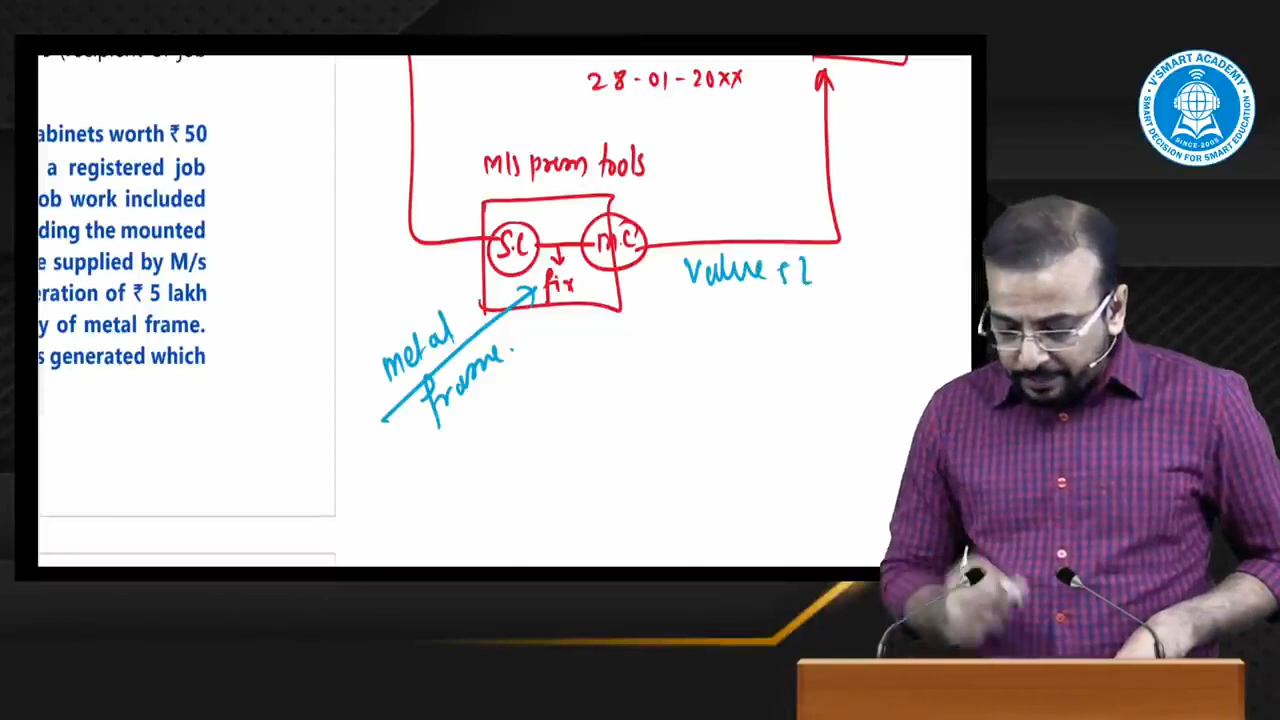 abinets worth ₹ 50
a registered job
ob work included
ding the mounted
e supplied by M/s
eration of ₹ 5 lakh
y of metal frame.
s generated which
28-01-20XX
M/s prem tools
S.C
M.C
fix
value
metal
frame.
V'SMART ACADEMY
SINCE-2005
SMART DECISION FOR SMART EDUCATION